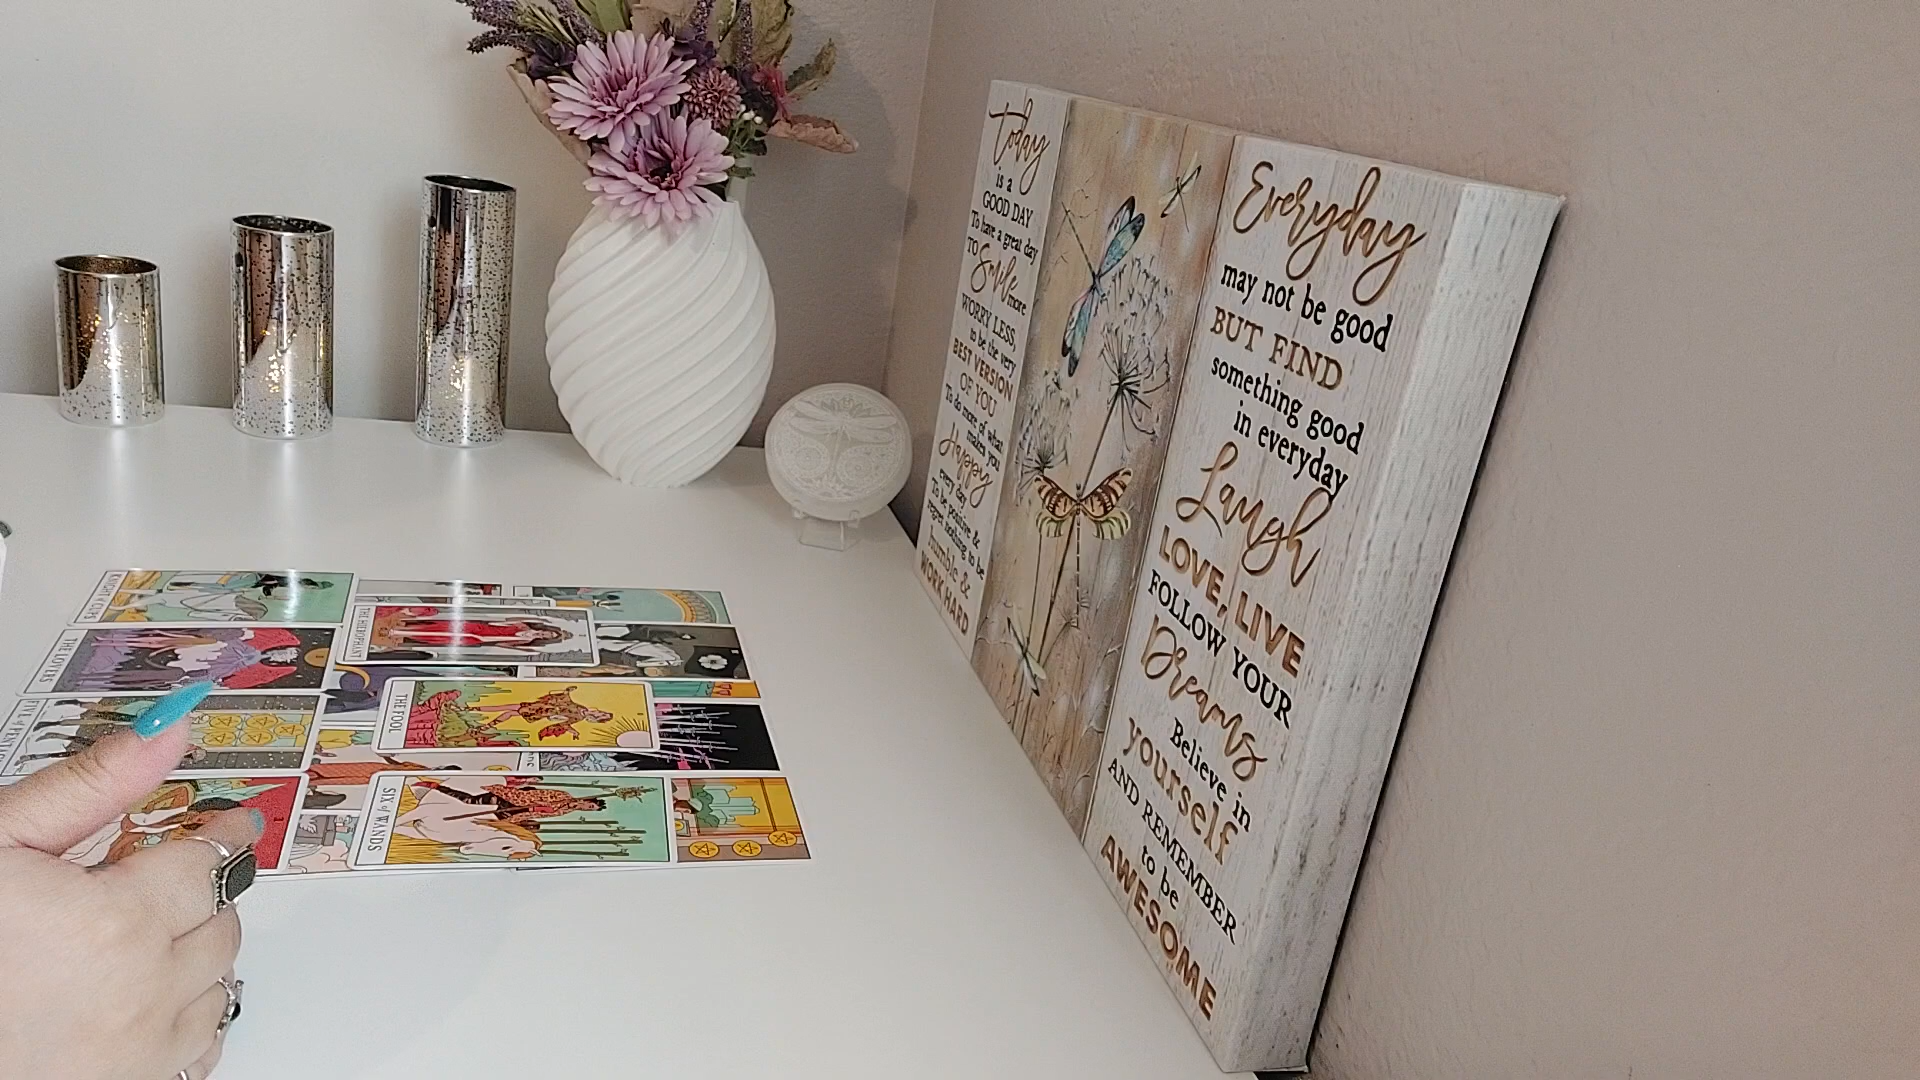 today
is a
GOOD DAY
To have a great day
TO Smile more
WORRY LESS,
to be the very
BEST VERSION
OF YOU
To do more of what
makes you
Happy
every day
To be positive &
regret nothing to be
humble &
WORK HARD
Everyday
may not be good
BUT FIND
something good
in everyday
Laugh
LOVE, LIVE
FOLLOW YOUR
Dreams
Believe in
yourself
AND REMEMBER
to be
AWESOME
KNIGHT of CUPS
THE LOVERS
FIVE of
THE HIEROPHANT
THE FOOL
SIX of WANDS